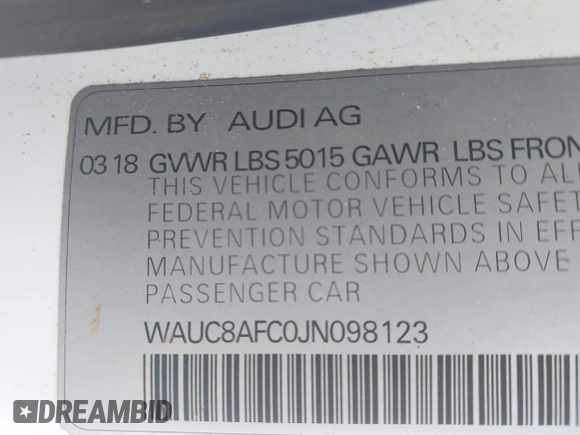 MFD. BY AUDI AG
03 18 GVWR LBS 5015 GAWR LBS FRON
THIS VEHICLE CONFORMS TO AL
FEDERAL MOTOR VEHICLE SAFET
PREVENTION STANDARDS IN EFF
MANUFACTURE SHOWN ABOVE
PASSENGER CAR
WAUC8AFC0JN098123
DREAMBID